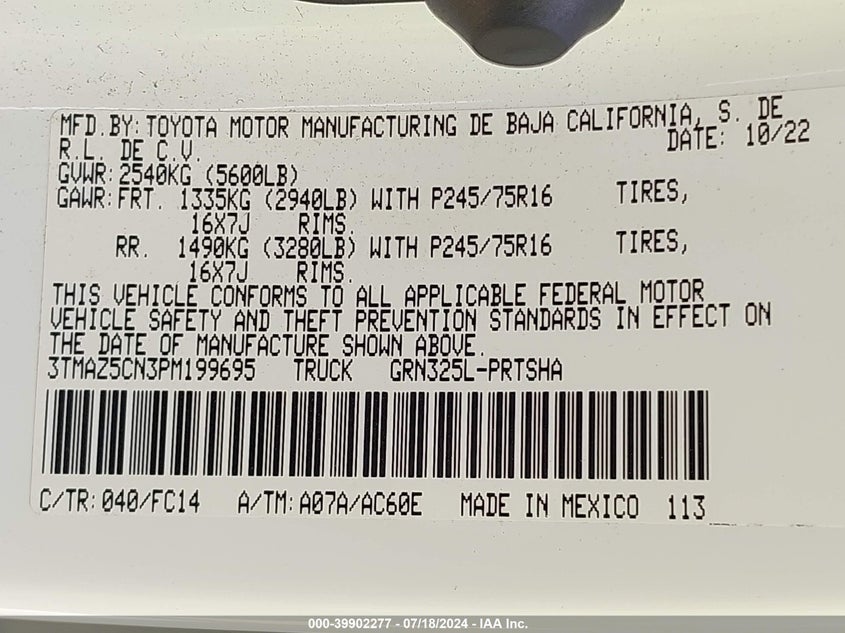 MFD.BY: TOYOTA MOTOR MANUFACTURING DE BAJA CALIFORNIA, S. DE
R.L. DE C.V. DATE: 10/22
GVWR: 2540KG (5600LB)
GAWR: FRT. 1335KG (2940LB) WITH P245/75R16 TIRES,
16X7J RIMS.
RR. 1490KG (3280LB) WITH P245/75R16 TIRES,
16X7J RIMS.
THIS VEHICLE CONFORMS TO ALL APPLICABLE FEDERAL MOTOR
VEHICLE SAFETY AND THEFT PREVENTION STANDARDS IN EFFECT ON
THE DATE OF MANUFACTURE SHOWN ABOVE.
3TMAZ5CN3PM199695 TRUCK GRN325L-PRTSHA
C/TR: 040/FC14 A/TM: A07A/AC60E MADE IN MEXICO 113
000-39902277 - 07/18/2024 - IAA Inc.